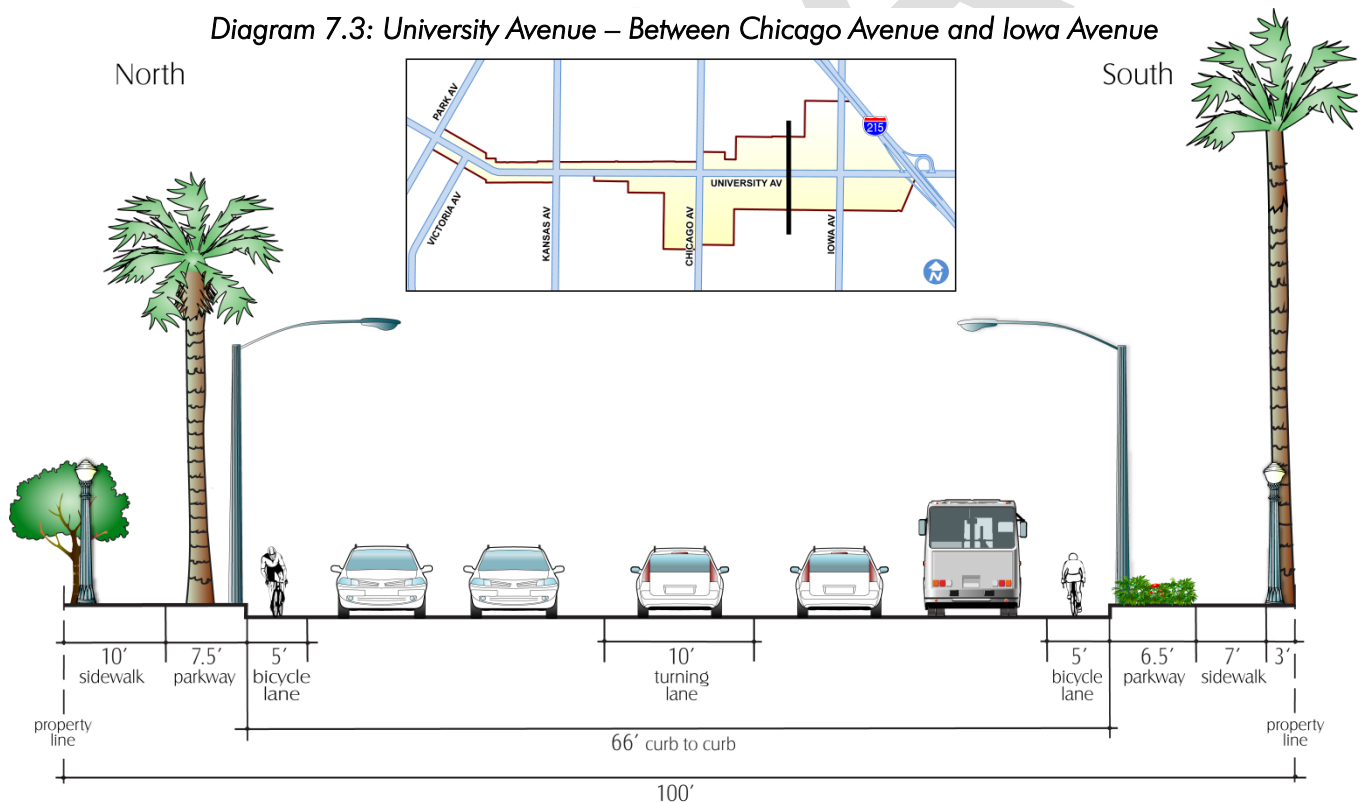 Diagram 7.3: University Avenue – Between Chicago Avenue and Iowa Avenue
North
South
PARK AV
VICTORIA AV
KANSAS AV
CHICAGO AV
UNIVERSITY AV
IOWA AV
215
N
10’
sidewalk
7.5’
parkway
5’
bicycle
lane
10’
turning
lane
5’
bicycle
lane
6.5’
parkway
7’
sidewalk
3’
property
line
66’ curb to curb
property
line
100’